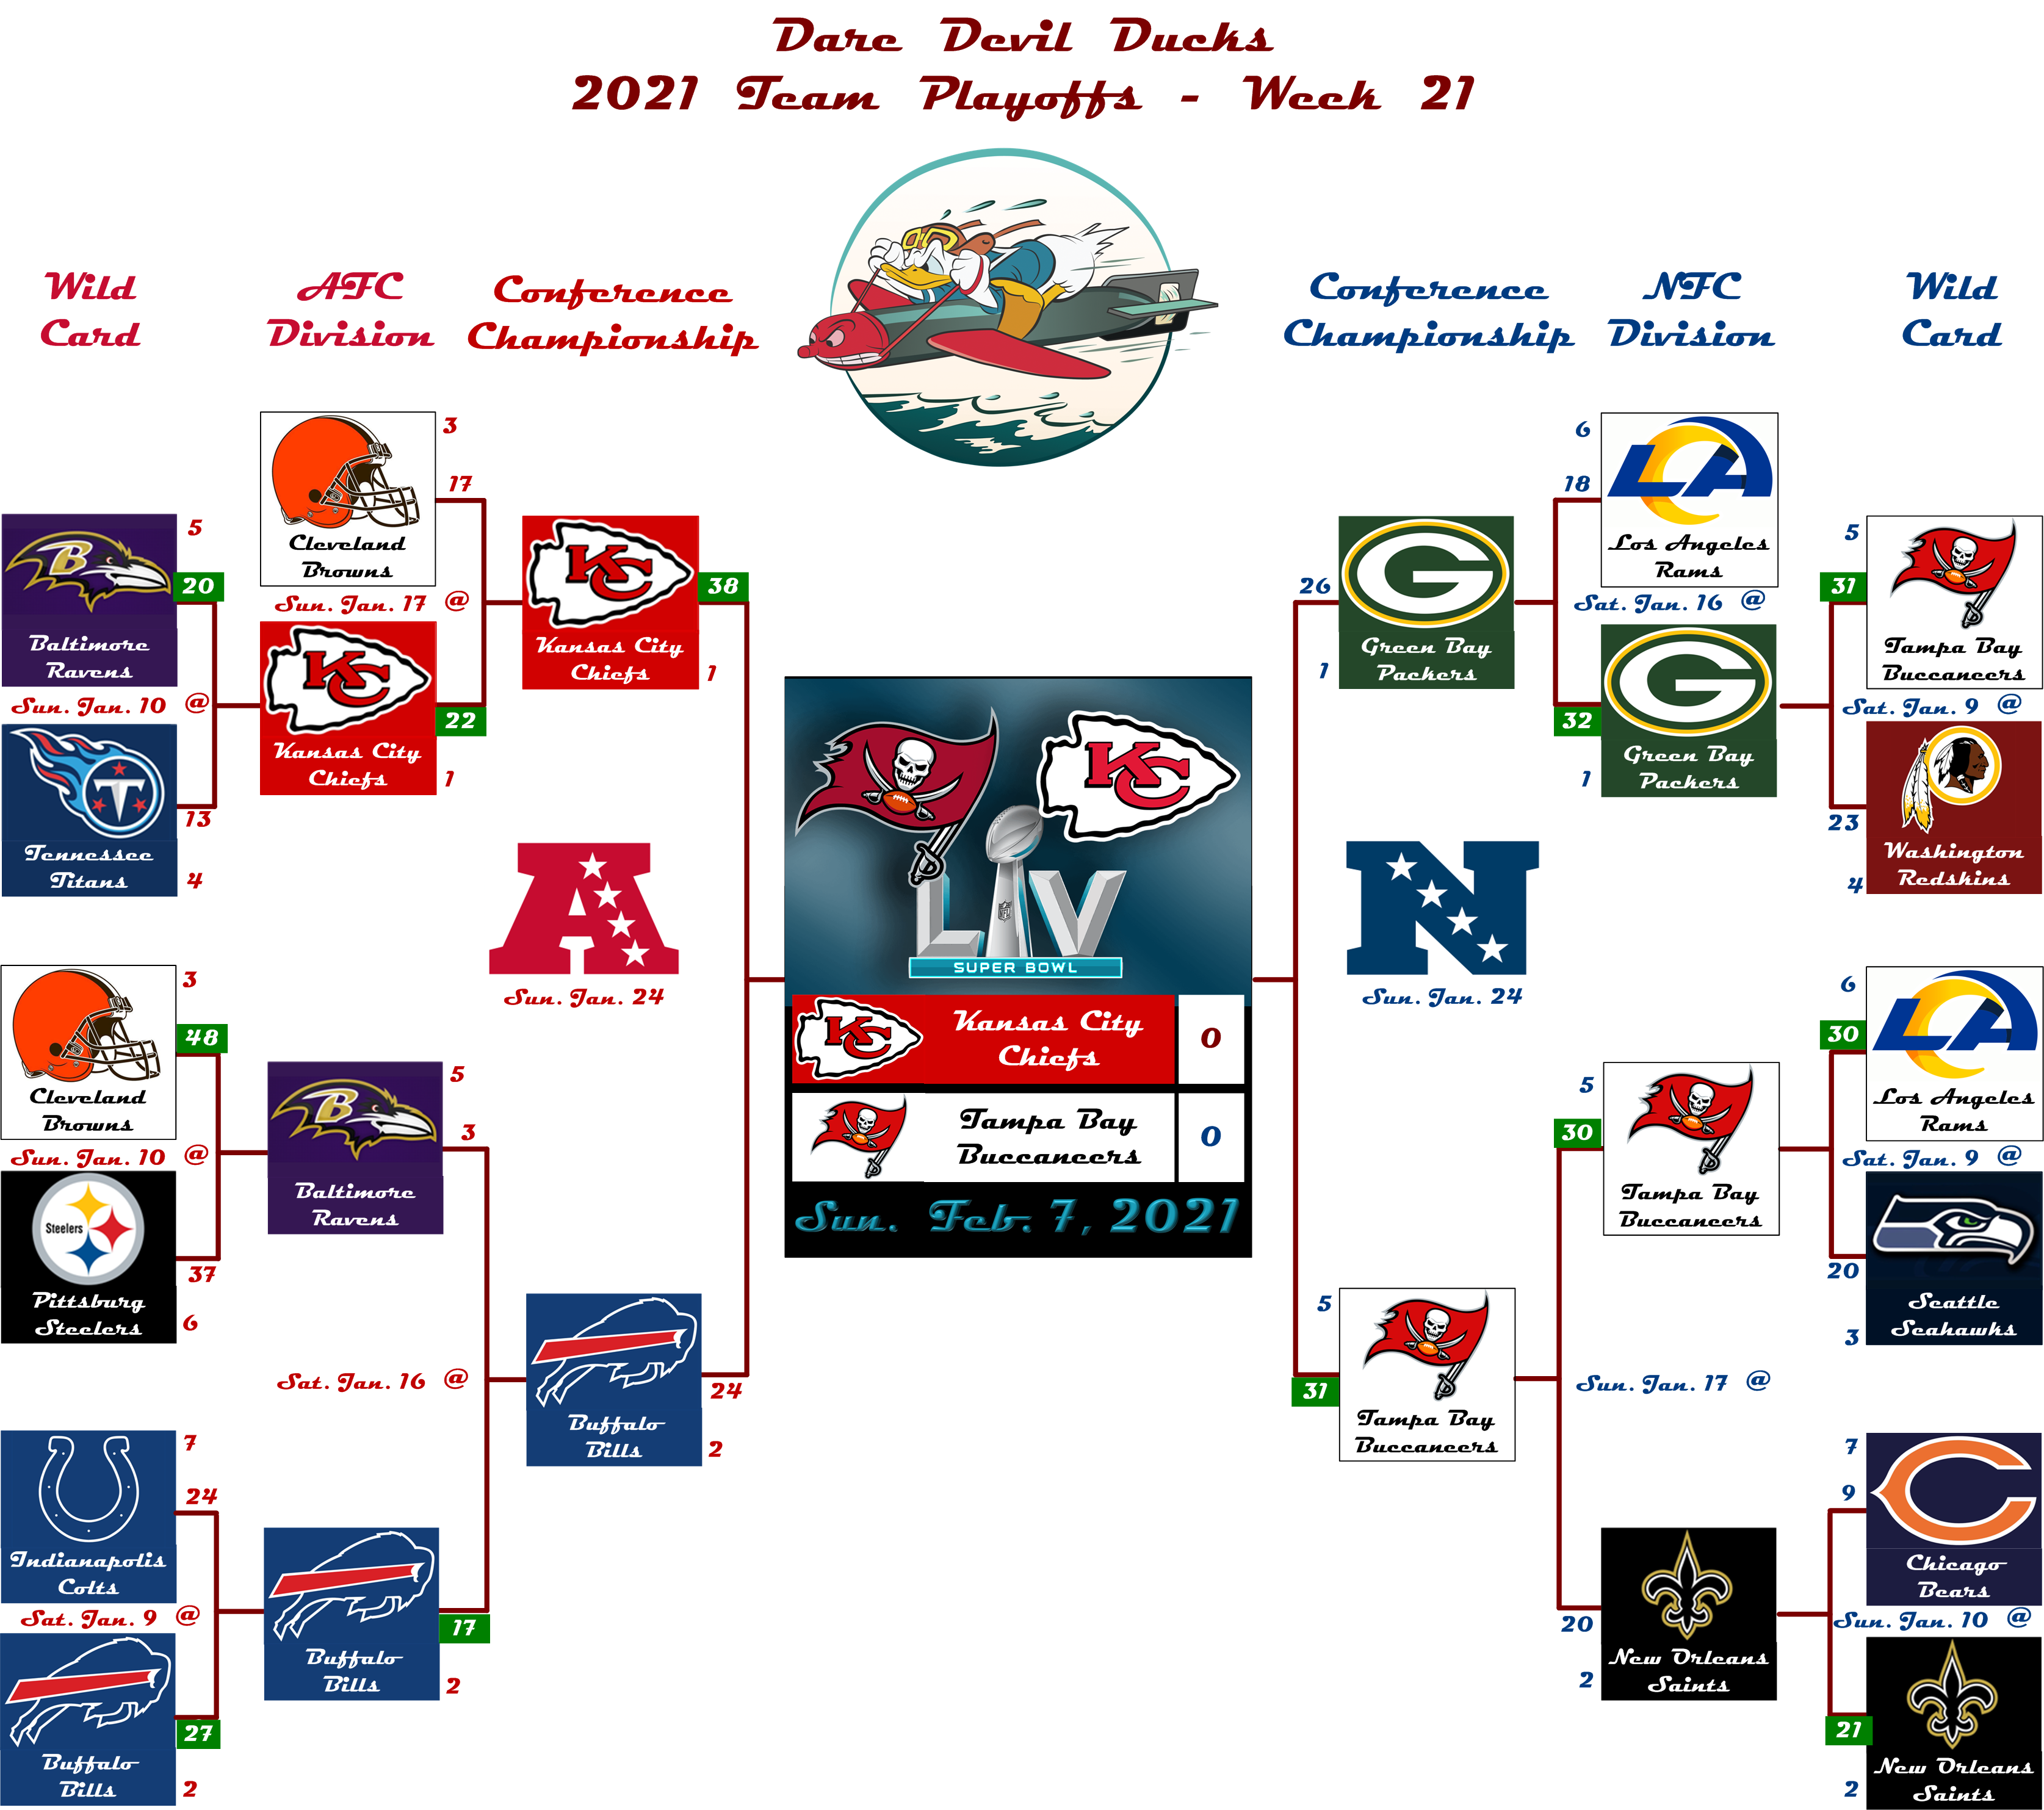 Dare Devil Ducks
2021 Team Playoffs - Week 21
Wild
Card
AFC
Division
Conference
Championship
Conference
Championship
NFC
Division
Wild
Card
5
B
20
Baltimore
Ravens
Sun. Jan. 10 @
T
13
Tennessee
Titans
4
3
48
Cleveland
Browns
Sun. Jan. 10 @
Steelers
37
Pittsburg
Steelers
6
7
24
Indianapolis
Colts
Sat. Jan. 9 @
27
Buffalo
Bills
2
3
17
Cleveland
Browns
Sun. Jan. 17 @
KC
22
Kansas City
Chiefs
1
5
B
3
Baltimore
Ravens
Sat. Jan. 16 @
17
Buffalo
Bills
2
KC
38
Kansas City
Chiefs
1
A
Sun. Jan. 24
24
Buffalo
Bills
2
KC
LIV
NFL
SUPER BOWL
KC
Kansas City
Chiefs
0
Tampa Bay
Buccaneers
0
Sun. Feb. 7, 2021
G
26
Green Bay
Packers
1
N
Sun. Jan. 24
5
31
Tampa Bay
Buccaneers
6
18
LA
Los Angeles
Rams
Sat. Jan. 16 @
G
32
Green Bay
Packers
1
5
30
Tampa Bay
Buccaneers
Sun. Jan. 17 @
20
New Orleans
Saints
2
5
31
Tampa Bay
Buccaneers
Sat. Jan. 9 @
23
Washington
Redskins
4
6
30
LA
Los Angeles
Rams
Sat. Jan. 9 @
20
Seattle
Seahawks
3
7
9
C
Chicago
Bears
Sun. Jan. 10 @
21
New Orleans
Saints
2